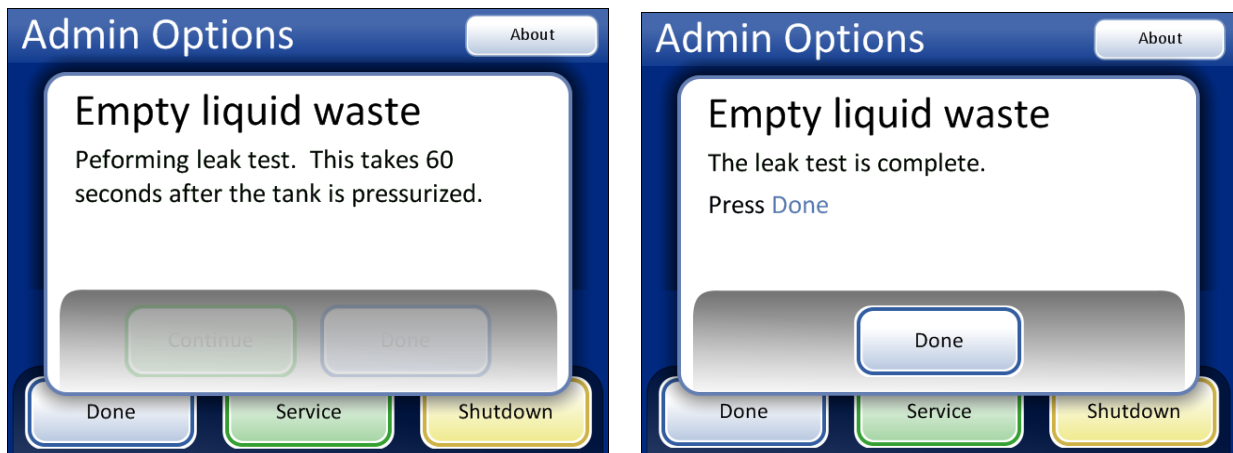 Admin Options
About
Empty liquid waste
Peforming leak test. This takes 60
seconds after the tank is pressurized.
Continue
Done
Done
Service
Shutdown
Admin Options
About
Empty liquid waste
The leak test is complete.
Press Done
Done
Done
Service
Shutdown